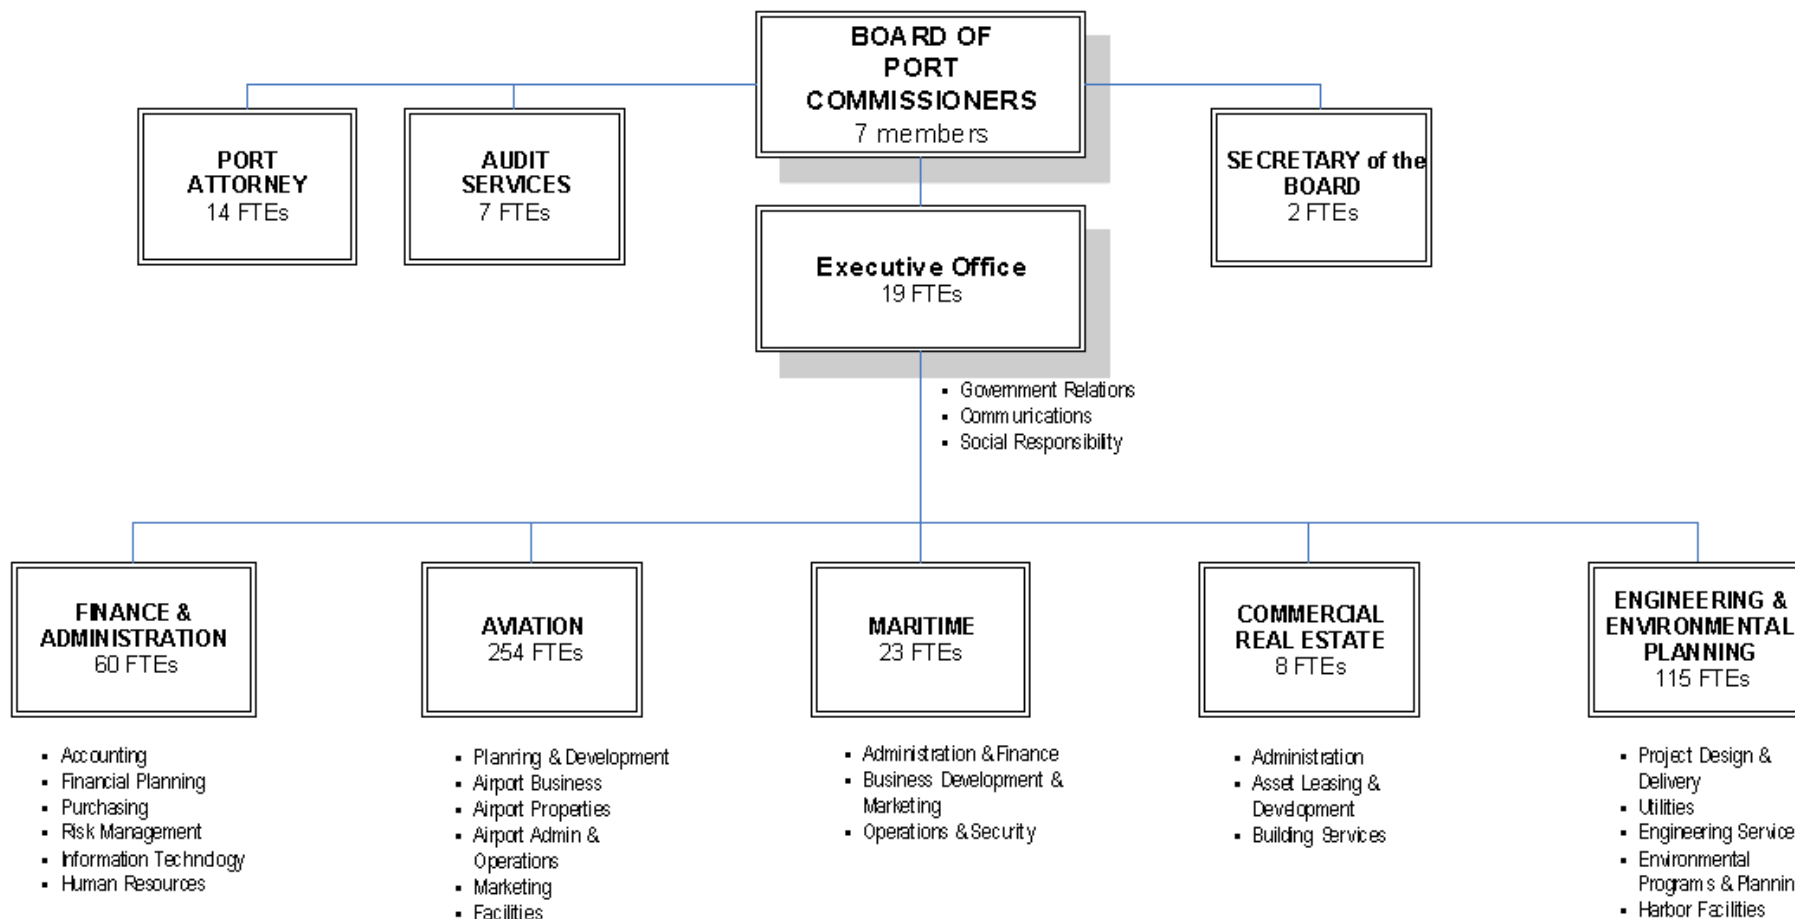 BOARD OF
PORT
COMMISSIONERS
7 members
PORT
ATTORNEY
14 FTEs
AUDIT
SERVICES
7 FTEs
SECRETARY of the
BOARD
2 FTEs
Executive Office
19 FTEs
▪ Government Relations
▪ Communications
▪ Social Responsibility
FINANCE &
ADMINISTRATION
60 FTEs
AVIATION
254 FTEs
MARITIME
23 FTEs
COMMERCIAL
REAL ESTATE
8 FTEs
ENGINEERING &
ENVIRONMENTAL
PLANNING
115 FTEs
▪ Accounting
▪ Financial Planning
▪ Purchasing
▪ Risk Management
▪ Information Technology
▪ Human Resources
▪ Planning & Development
▪ Airport Business
▪ Airport Properties
▪ Airport Admin &
Operations
▪ Marketing
▪ Facilities
▪ Administration & Finance
▪ Business Development &
Marketing
▪ Operations & Security
▪ Administration
▪ Asset Leasing &
Development
▪ Building Services
▪ Project Design &
Delivery
▪ Utilities
▪ Engineering Service
▪ Environmental
Programs & Plannin
▪ Harbor Facilities